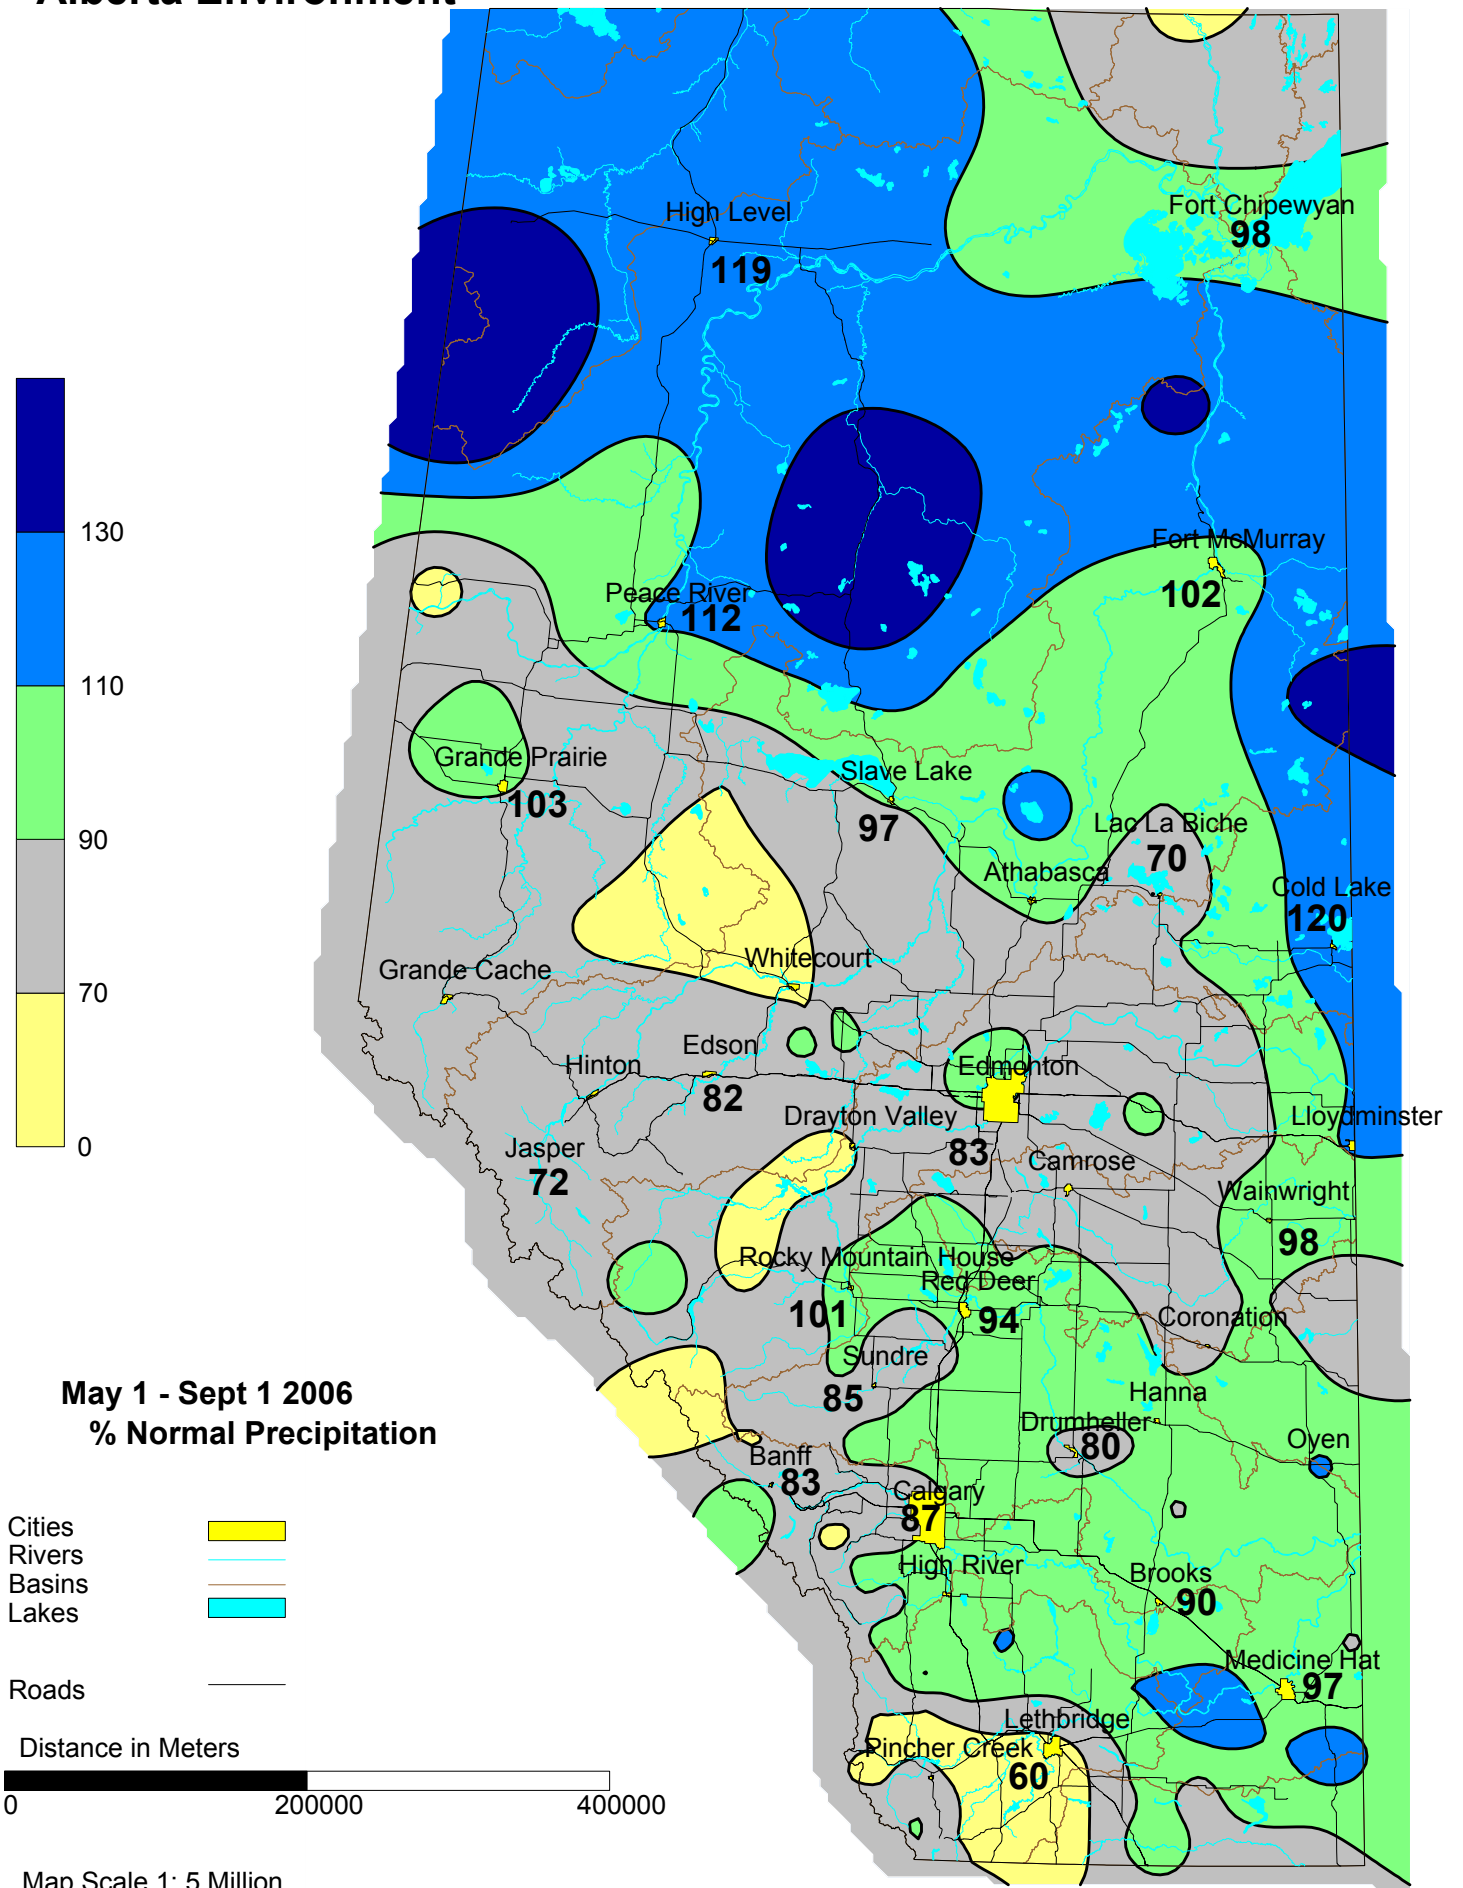 Alberta Environment
High Level
119
Fort Chipewyan
98
130
110
90
70
0
Fort McMurray
102
Peace River
112
Grande Prairie
103
Slave Lake
97
Lac La Biche
70
Athabasca
Cold Lake
120
Whitecourt
Grande Cache
Edson
82
Hinton
Edmonton
83
Drayton Valley
Lloydminster
Jasper
72
Camrose
Wainwright
98
Rocky Mountain House
101
Red Deer
94
Coronation
Sundre
85
Hanna
Drumheller
80
Oyen
Banff
83
Calgary
87
High River
Brooks
90
Medicine Hat
97
Lethbridge
60
Pincher Creek
May 1 - Sept 1 2006
% Normal Precipitation
Cities
Rivers
Basins
Lakes
Roads
Distance in Meters
0 200000 400000
Map Scale 1: 5 Million